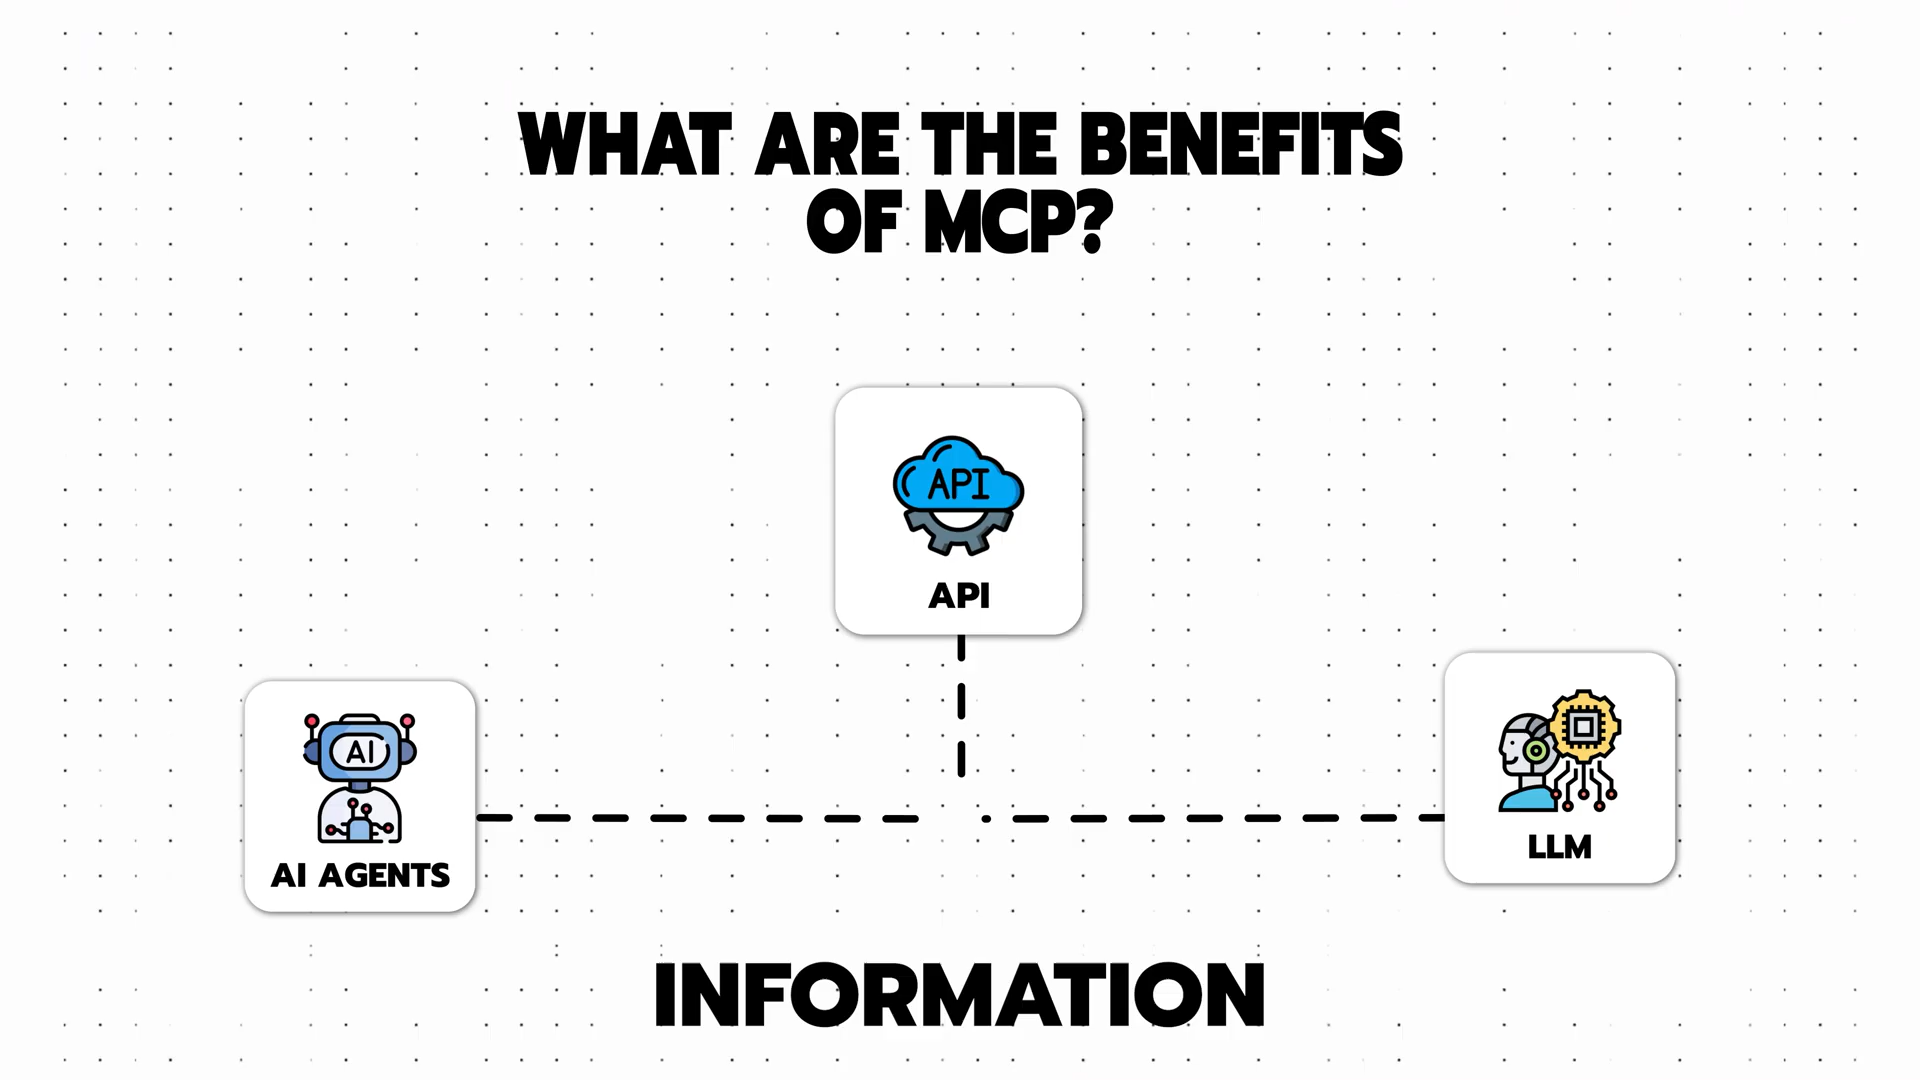 WHAT ARE THE BENEFITS
OF MCP?
API
API
AI
AI AGENTS
LLM
INFORMATION